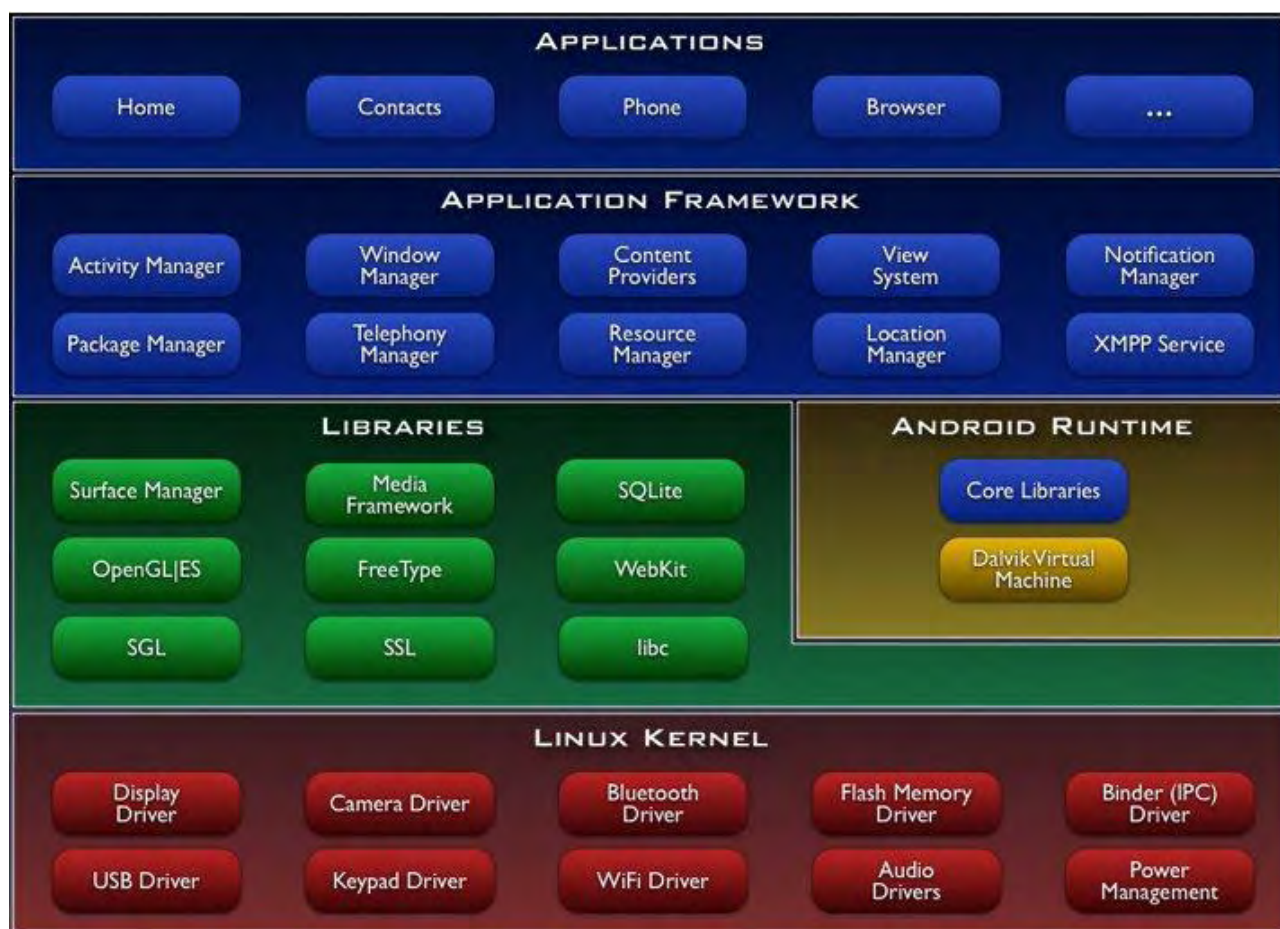 APPLICATIONS
Home
Contacts
Phone
Browser
...
APPLICATION FRAMEWORK
Activity Manager
Window
Manager
Content
Providers
View
System
Notification
Manager
Package Manager
Telephony
Manager
Resource
Manager
Location
Manager
XMPP Service
LIBRARIES
Surface Manager
Media
Framework
SQLite
OpenGL|ES
FreeType
WebKit
SGL
SSL
libc
ANDROID RUNTIME
Core Libraries
Dalvik Virtual
Machine
LINUX KERNEL
Display
Driver
Camera Driver
Bluetooth
Driver
Flash Memory
Driver
Binder (IPC)
Driver
USB Driver
Keypad Driver
WiFi Driver
Audio
Drivers
Power
Management